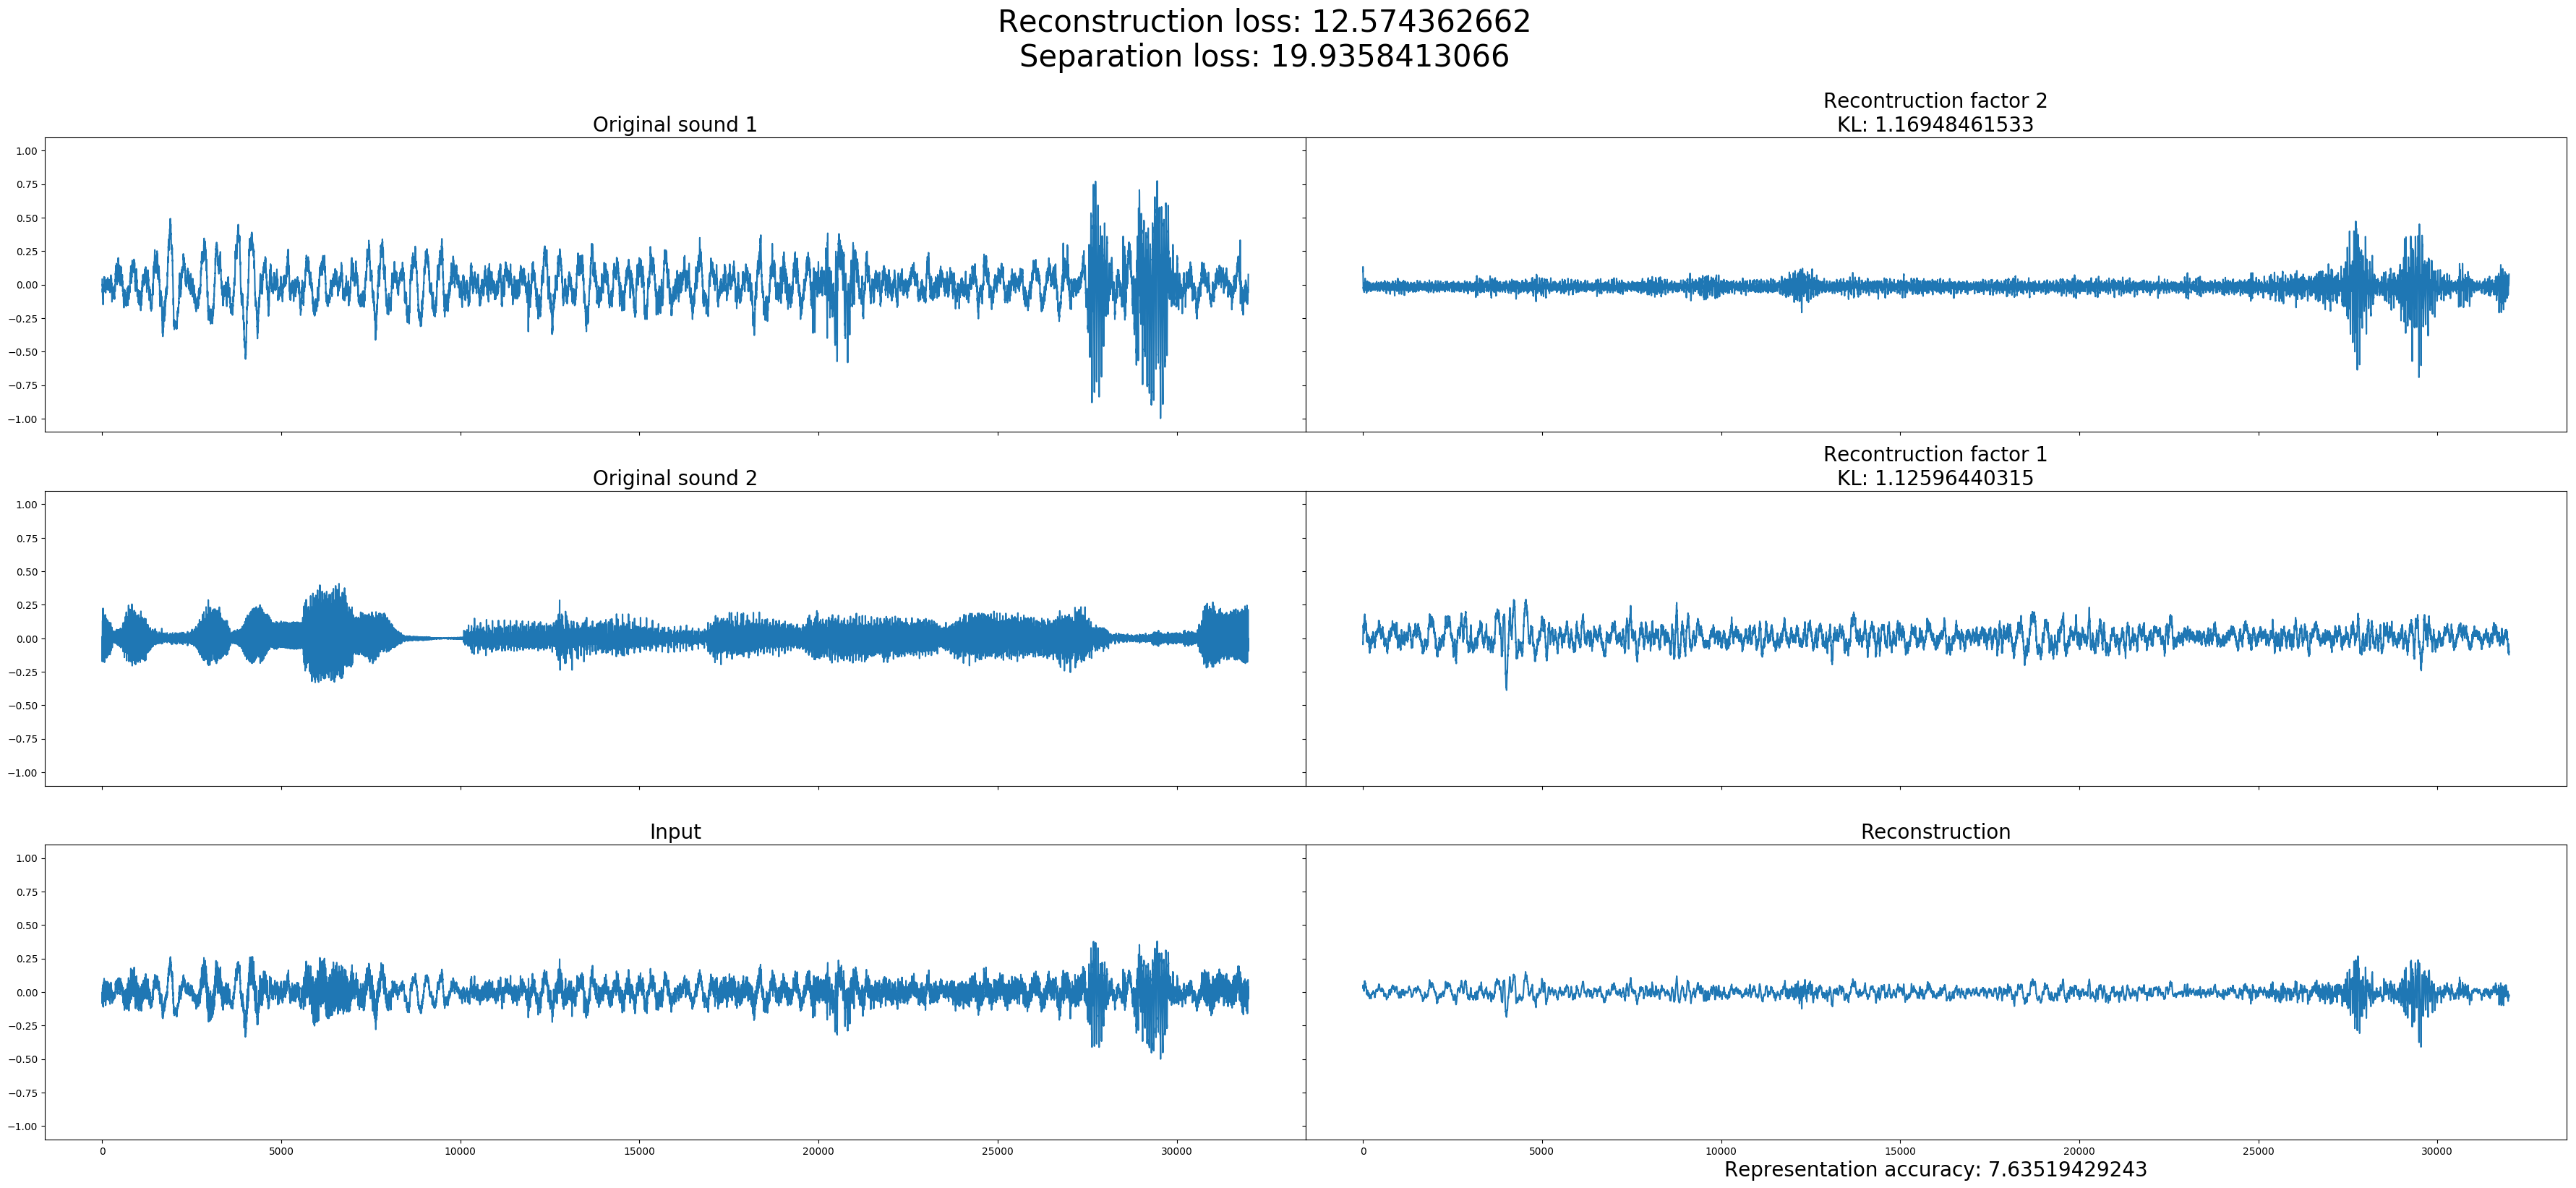 Reconstruction loss: 12.574362662
Separation loss: 19.9358413066
Original sound 1
Recontruction factor 2
KL: 1.16948461533
1.00
0.75
0.50
0.25
0.00
−0.25
−0.50
−0.75
−1.00
Original sound 2
Recontruction factor 1
KL: 1.12596440315
1.00
0.75
0.50
0.25
0.00
−0.25
−0.50
−0.75
−1.00
Input
Reconstruction
1.00
0.75
0.50
0.25
0.00
−0.25
−0.50
−0.75
−1.00
0 5000 10000 15000 20000 25000 30000
0 5000 10000 15000 20000 25000 30000
Representation accuracy: 7.63519429243